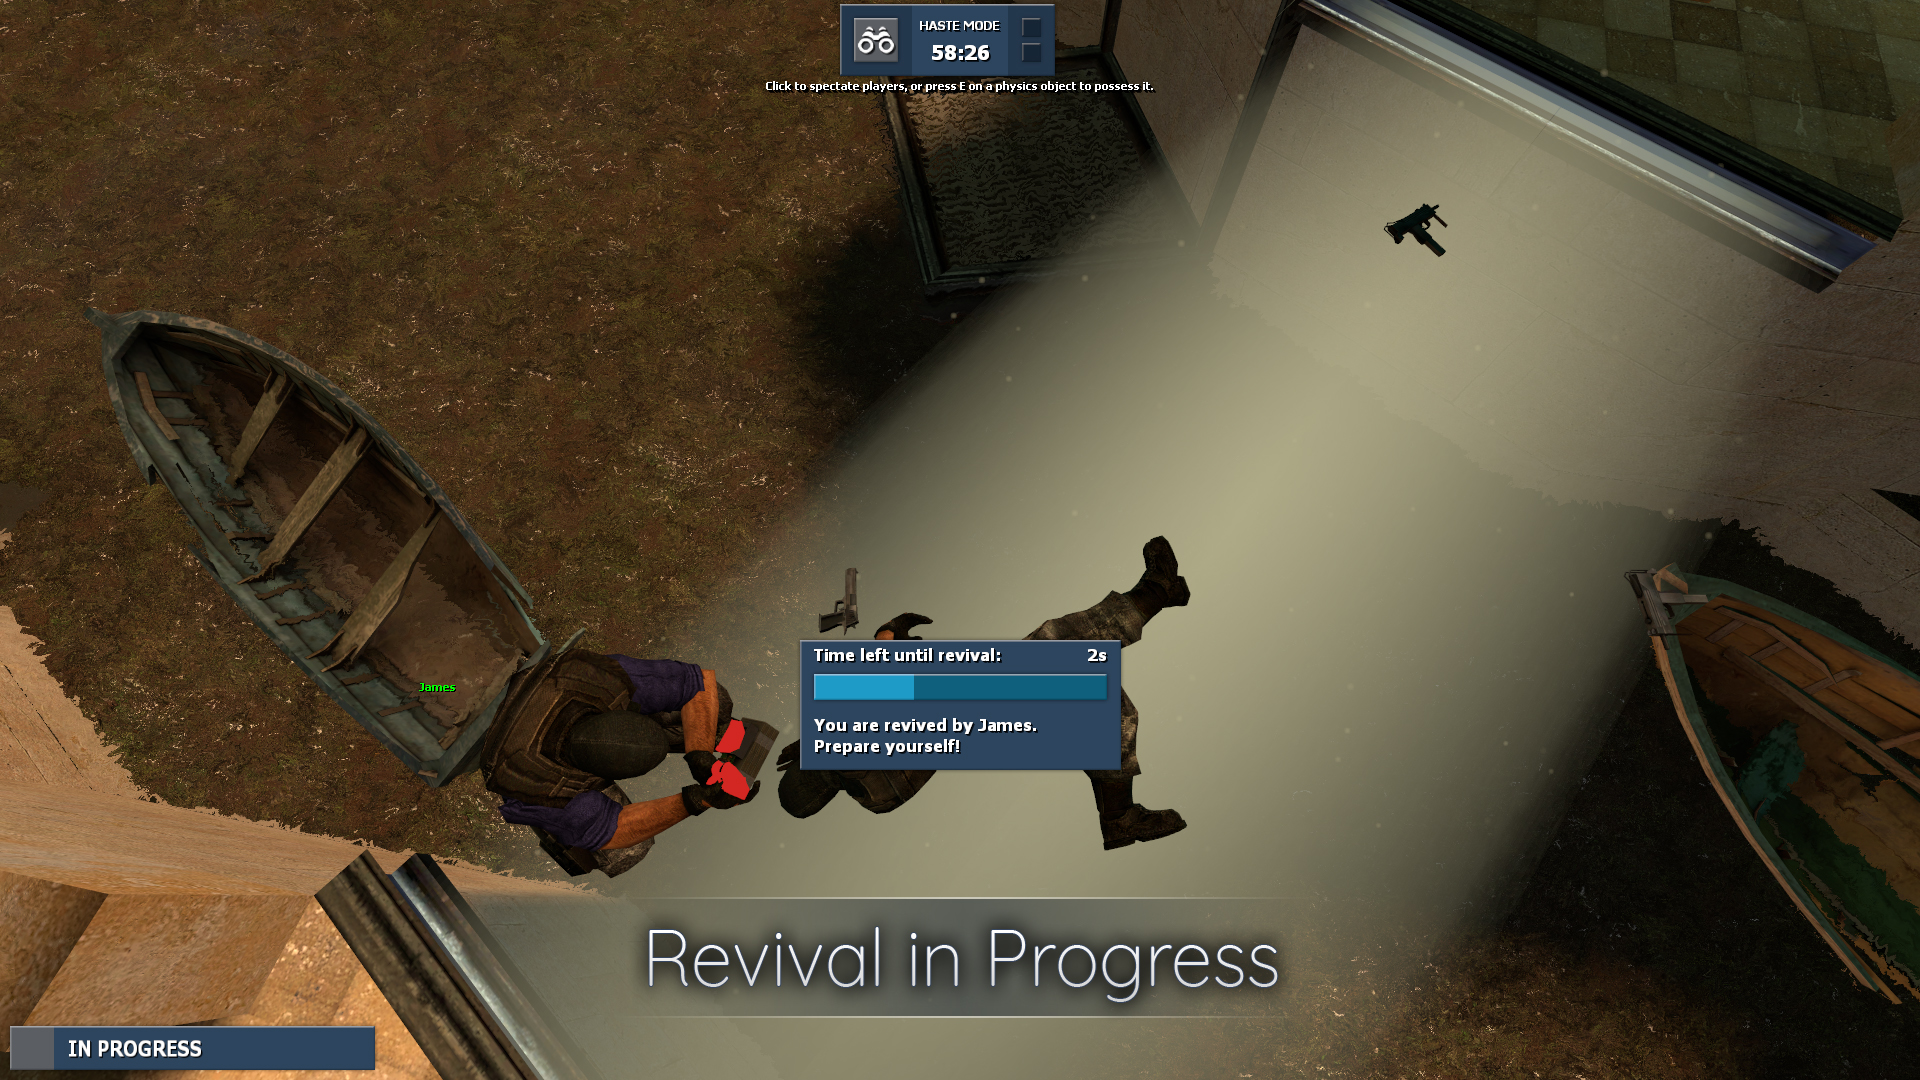 HASTE MODE
58:26
Click to spectate players, or press E on a physics object to possess it.
Time left until revival: 2s
James
You are revived by James.
Prepare yourself!
Revival in Progress
IN PROGRESS